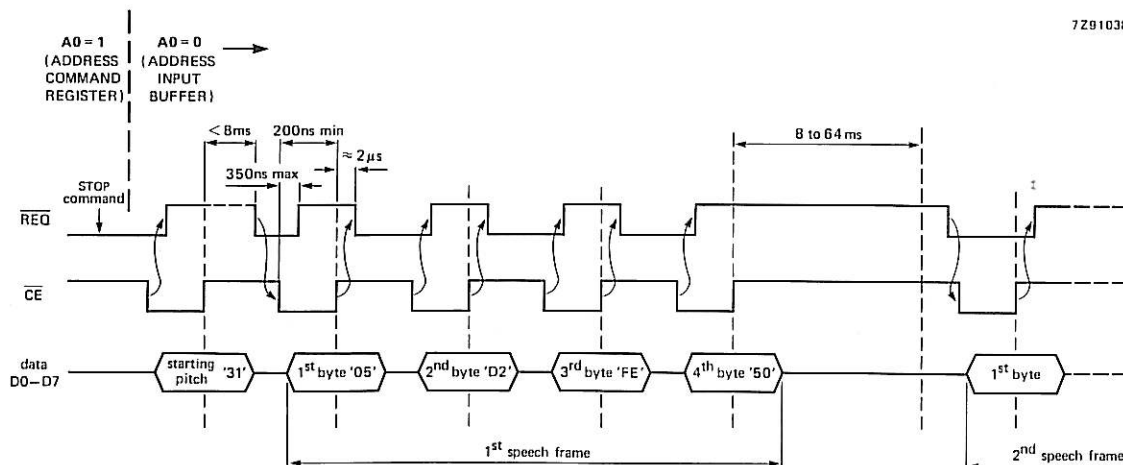 7Z91038
A0 = 1
(ADDRESS
COMMAND
REGISTER)
A0 = 0
(ADDRESS
INPUT
BUFFER)
< 8ms
200ns min
≈ 2µs
350ns max
8 to 64 ms
STOP
command
REQ
CE
data
D0–D7
starting
pitch '31'
1st byte '05'
2nd byte 'D2'
3rd byte 'FE'
4th byte '50'
1st byte
1st speech frame
2nd speech frame